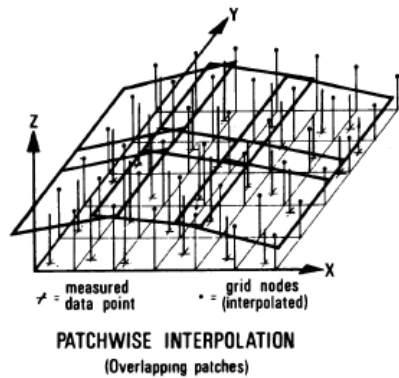 Y
Z
X
= measured data point
• = grid nodes (interpolated)
PATCHWISE INTERPOLATION
(Overlapping patches)